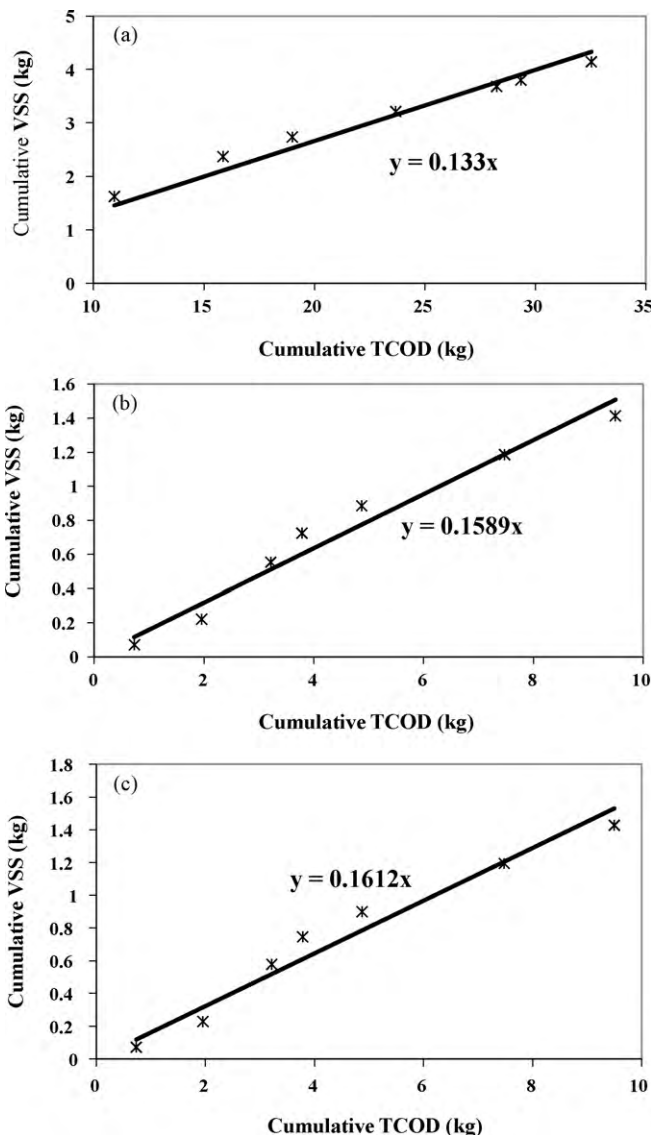 (a)
5
4
3
2
1
0
Cumulative VSS (kg)
y = 0.133x
10 15 20 25 30 35
Cumulative TCOD (kg)
(b)
1.6
1.4
1.2
1
0.8
0.6
0.4
0.2
0
Cumulative VSS (kg)
y = 0.1589x
0 2 4 6 8 10
Cumulative TCOD (kg)
(c)
1.8
1.6
1.4
1.2
1
0.8
0.6
0.4
0.2
0
Cumulative VSS (kg)
y = 0.1612x
0 2 4 6 8 10
Cumulative TCOD (kg)